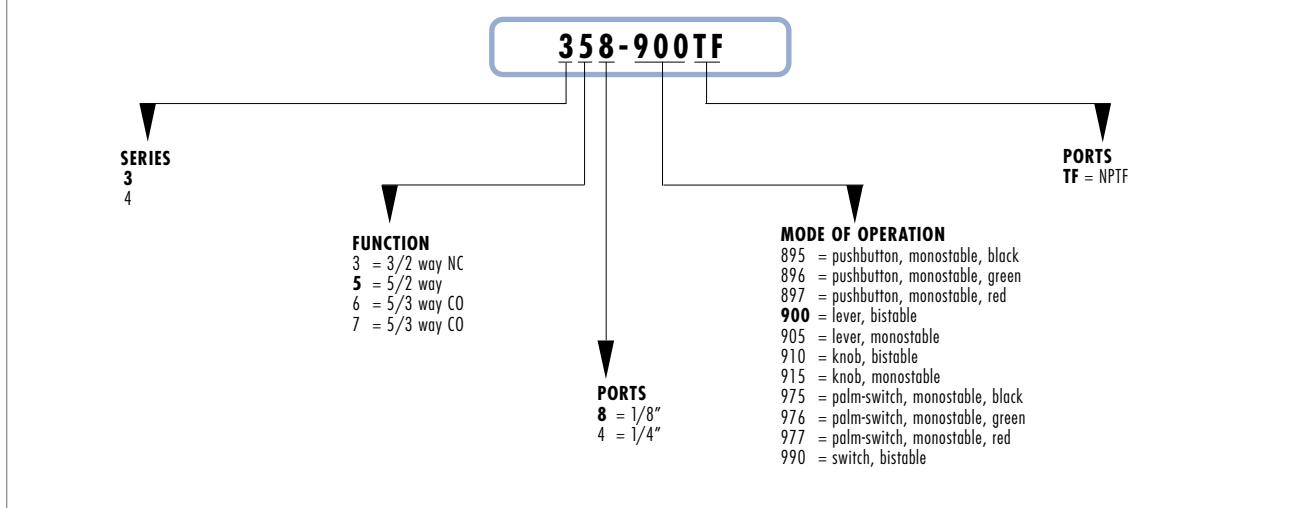 358-900TF
SERIES
3
4
FUNCTION
3 = 3/2 way NC
5 = 5/2 way
6 = 5/3 way CO
7 = 5/3 way CO
PORTS
8 = 1/8”
4 = 1/4”
MODE OF OPERATION
895 = pushbutton, monostable, black
896 = pushbutton, monostable, green
897 = pushbutton, monostable, red
900 = lever, bistable
905 = lever, monostable
910 = knob, bistable
915 = knob, monostable
975 = palm-switch, monostable, black
976 = palm-switch, monostable, green
977 = palm-switch, monostable, red
990 = switch, bistable
PORTS
TF = NPTF